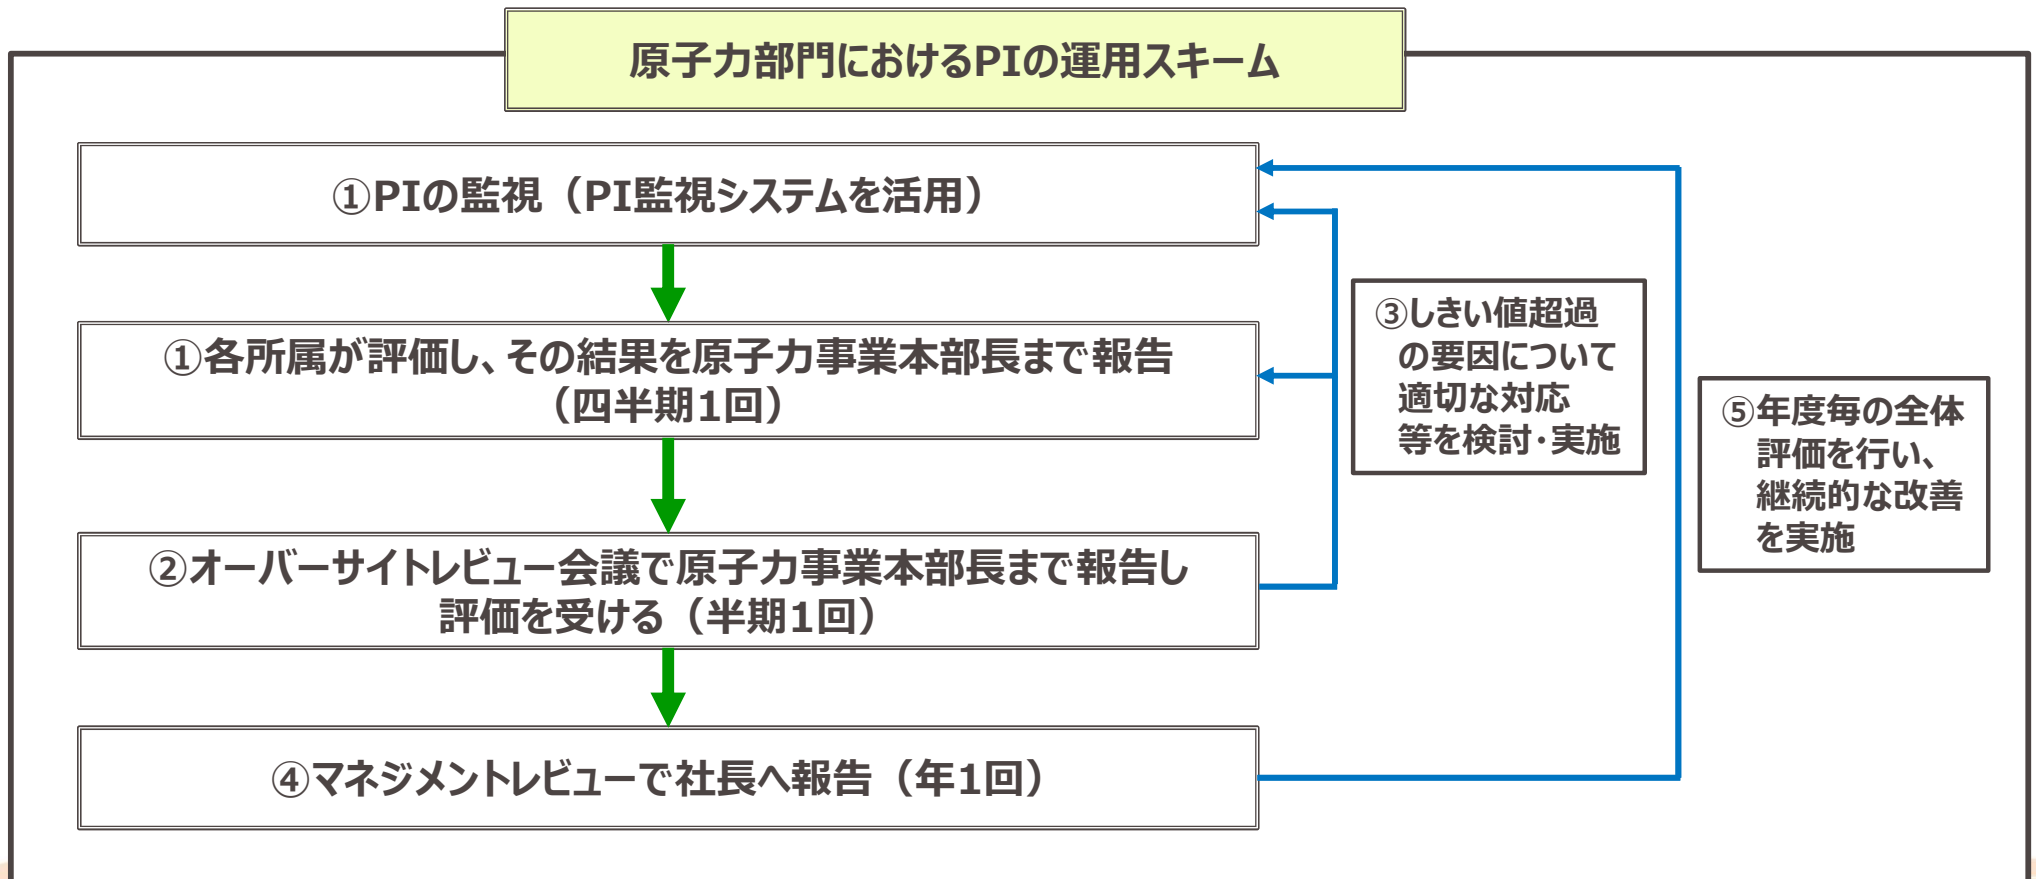 原子力部門におけるPIの運用スキーム
①PIの監視（PI監視システムを活用）
①各所属が評価し、その結果を原子力事業本部長まで報告
（四半期1回）
②オーバーサイトレビュー会議で原子力事業本部長まで報告し
評価を受ける（半期1回）
③しきい値超過
の要因について
適切な対応
等を検討・実施
④マネジメントレビューで社長へ報告（年1回）
⑤年度毎の全体
評価を行い、
継続的な改善
を実施